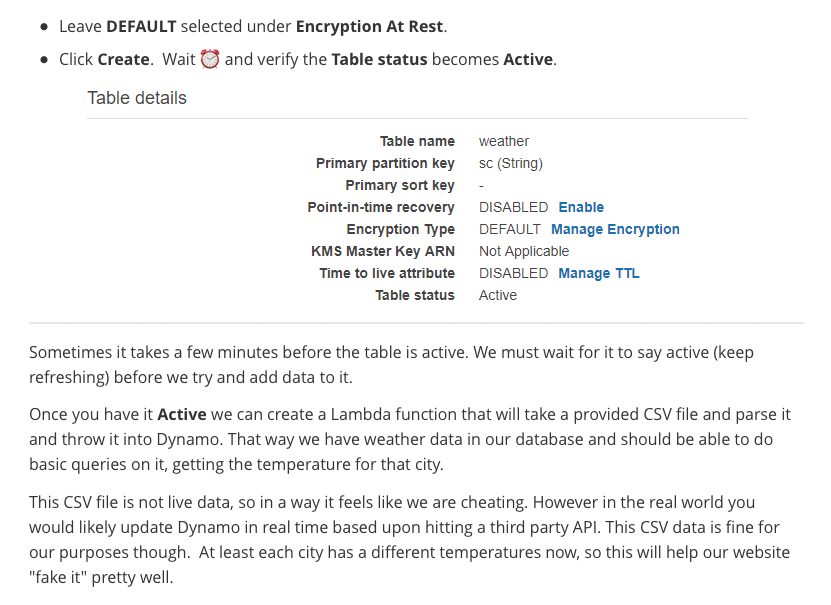 • Leave DEFAULT selected under Encryption At Rest.
• Click Create. Wait ⏰ and verify the Table status becomes Active.
Table details
Table name weather
Primary partition key sc (String)
Primary sort key -
Point-in-time recovery DISABLED Enable
Encryption Type DEFAULT Manage Encryption
KMS Master Key ARN Not Applicable
Time to live attribute DISABLED Manage TTL
Table status Active
Sometimes it takes a few minutes before the table is active. We must wait for it to say active (keep
refreshing) before we try and add data to it.
Once you have it Active we can create a Lambda function that will take a provided CSV file and parse it
and throw it into Dynamo. That way we have weather data in our database and should be able to do
basic queries on it, getting the temperature for that city.
This CSV file is not live data, so in a way it feels like we are cheating. However in the real world you
would likely update Dynamo in real time based upon hitting a third party API. This CSV data is fine for
our purposes though. At least each city has a different temperatures now, so this will help our website
"fake it" pretty well.